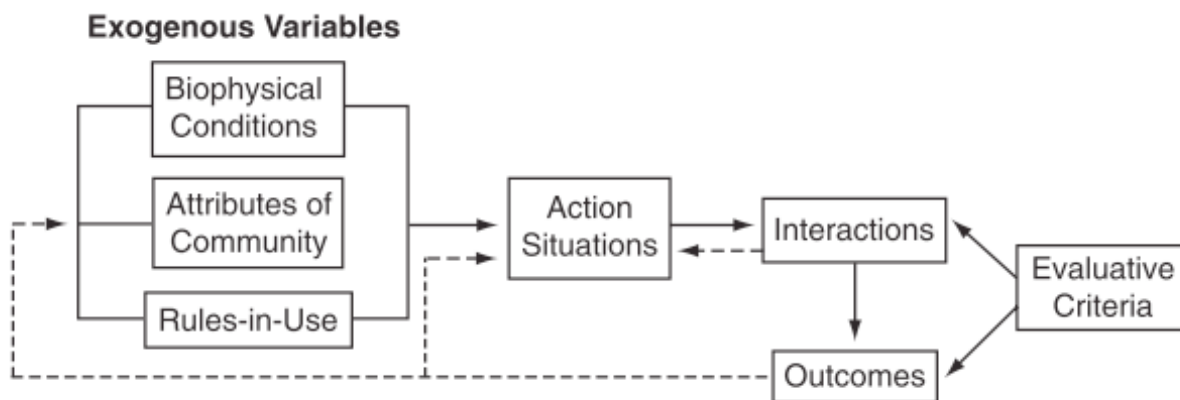 Exogenous Variables
Biophysical
Conditions
Attributes of
Community
Rules-in-Use
Action
Situations
Interactions
Outcomes
Evaluative
Criteria